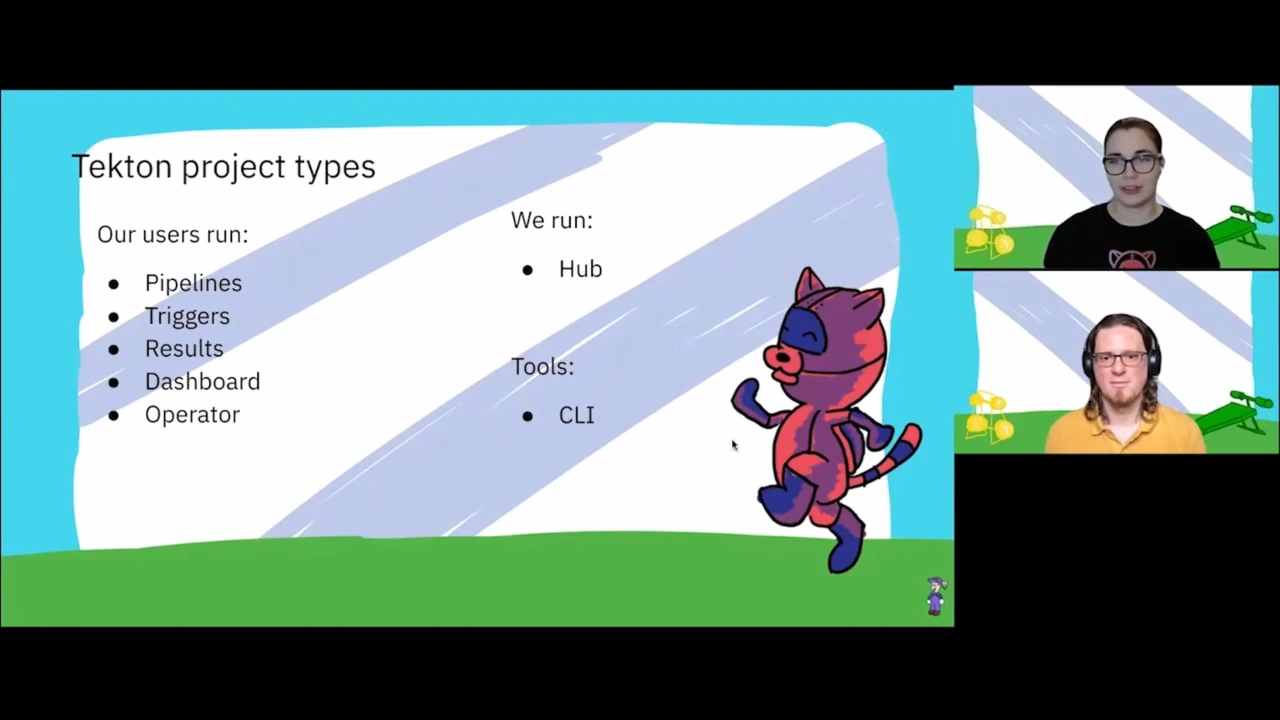 Tekton project types
Our users run:
● Pipelines
● Triggers
● Results
● Dashboard
● Operator
We run:
● Hub
Tools:
● CLI